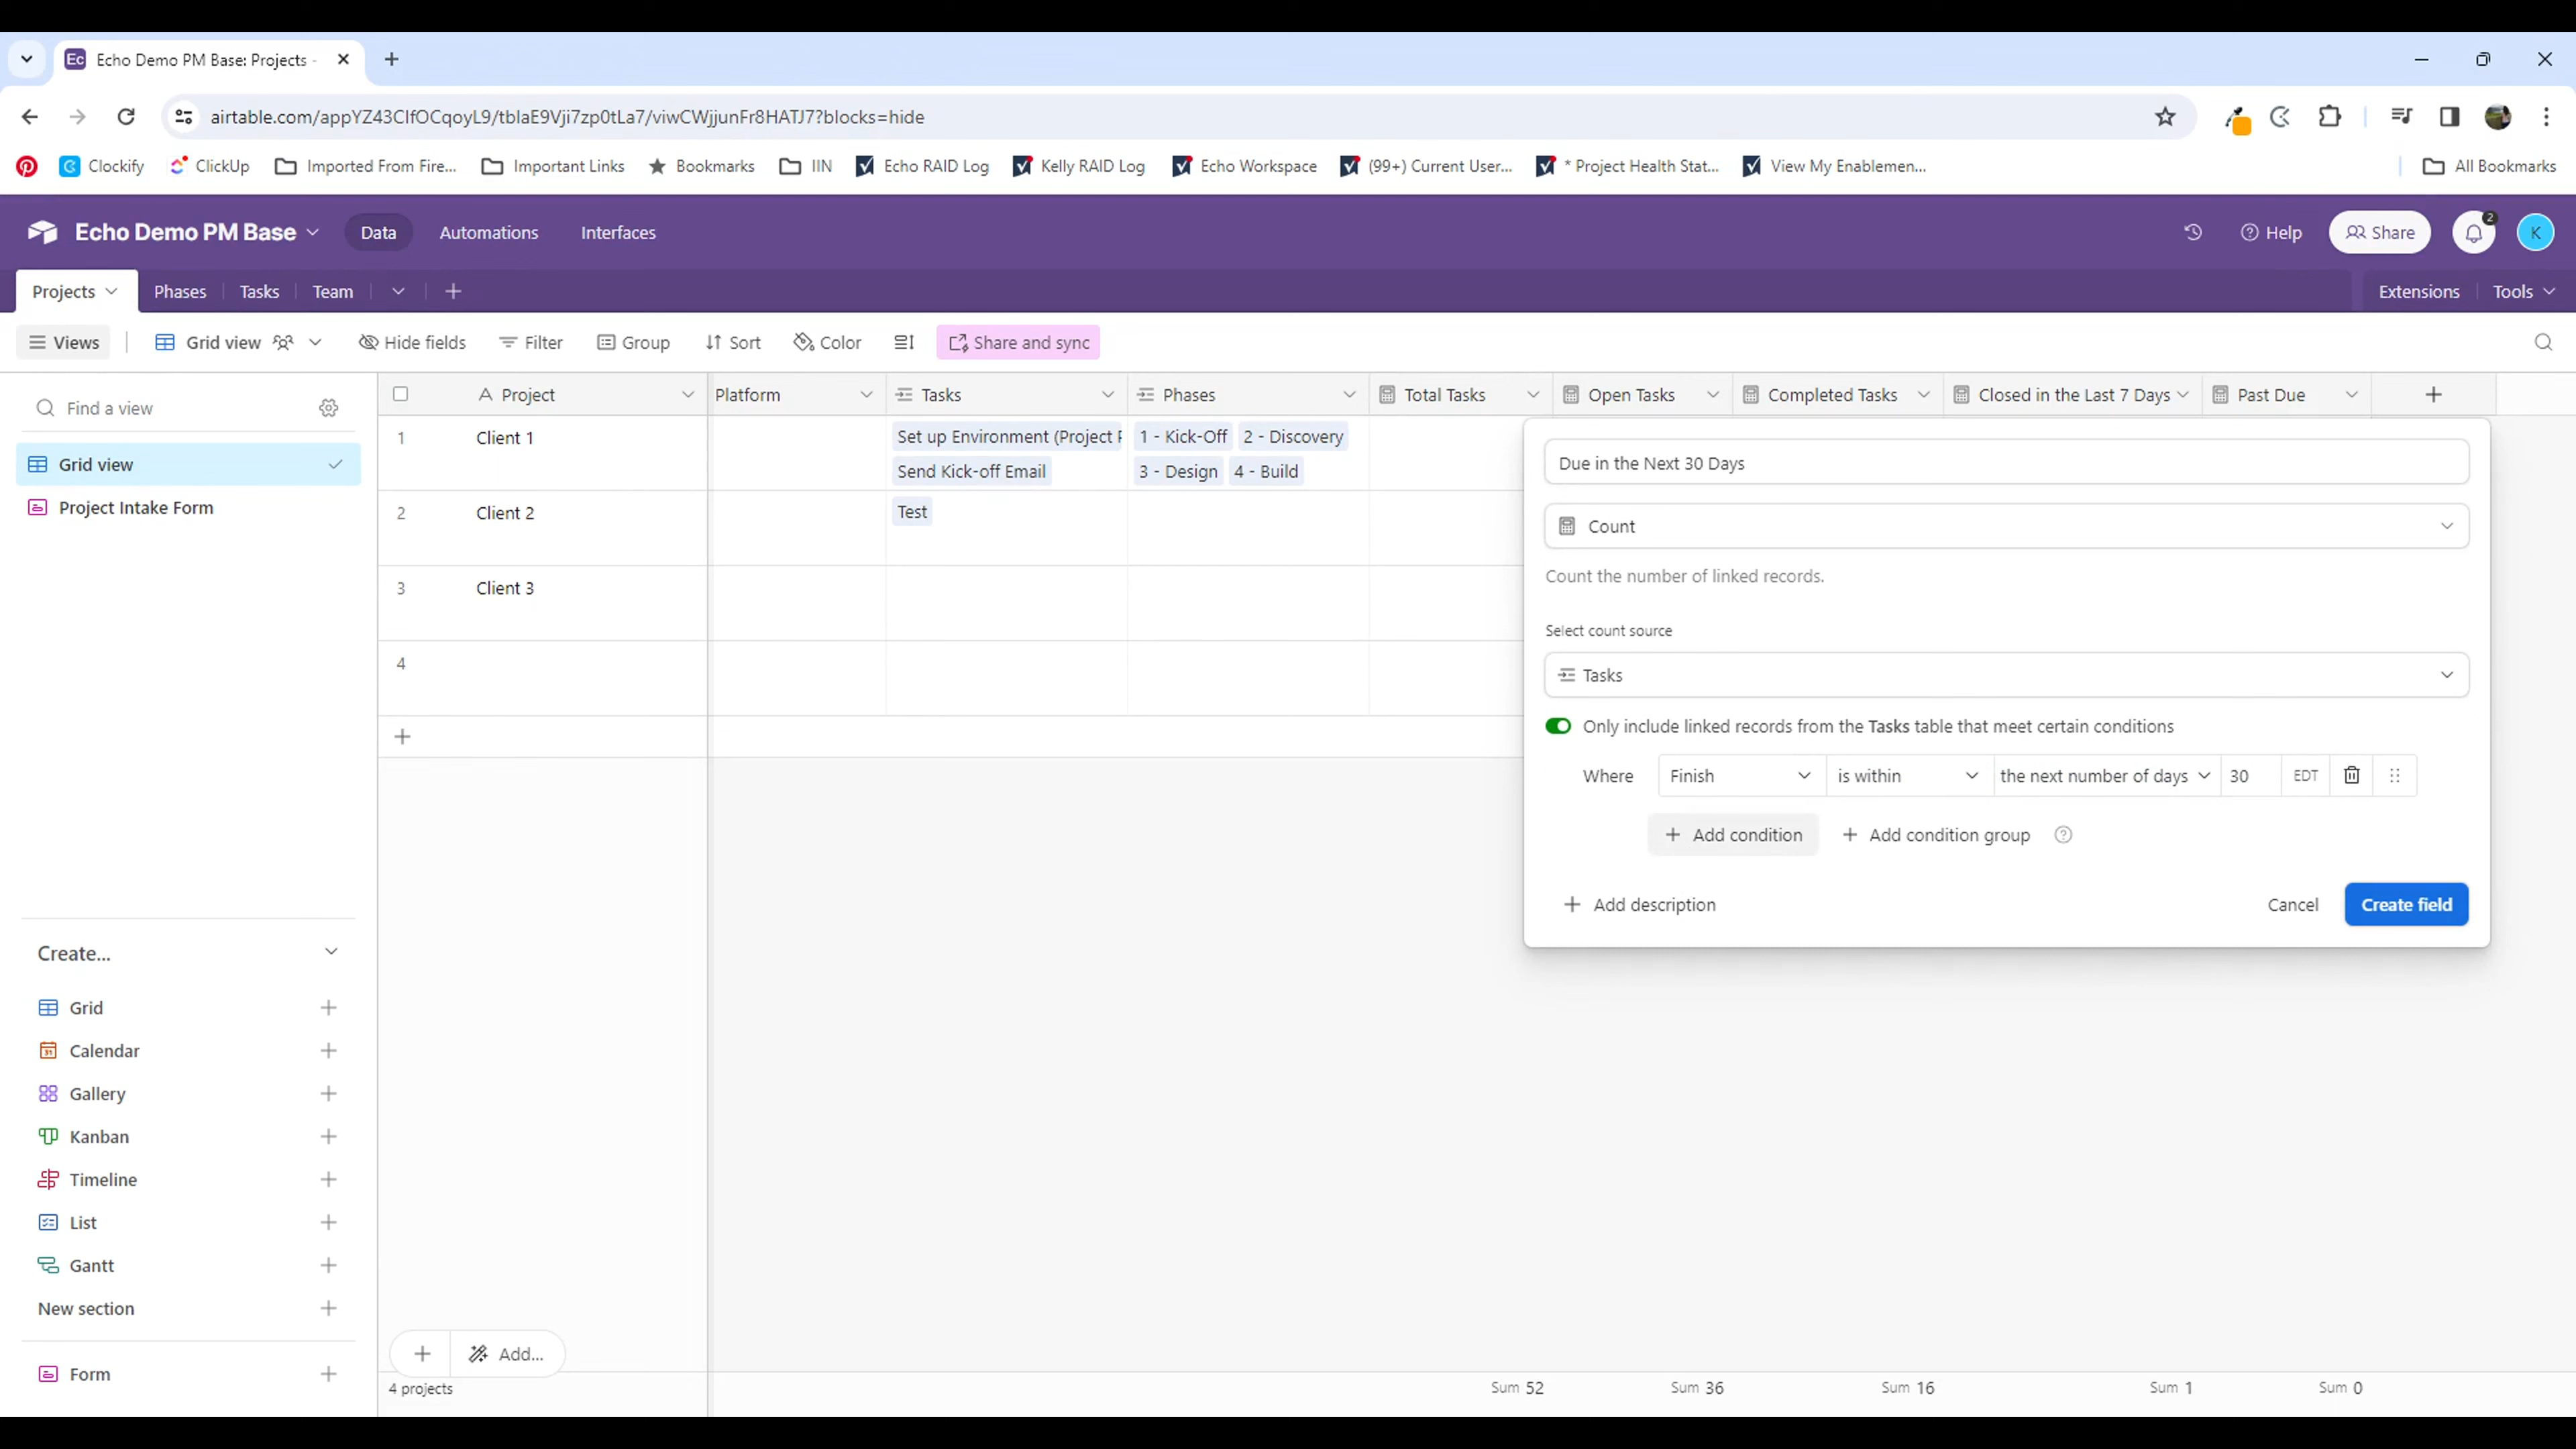 Ec Echo Demo PM Base: Projects -
airtable.com/appYZ43ClfOCqoyL9/tblaE9Vji7zp0tLa7/viwCWjjunFr8HATJ7?blocks=hide
Clockify ClickUp Imported From Fire... Important Links Bookmarks IIN Echo RAID Log Kelly RAID Log Echo Workspace (99+) Current User... * Project Health Stat... View My Enablemen... All Bookmarks
Echo Demo PM Base Data Automations Interfaces Help Share 2 K
Projects Phases Tasks Team Extensions Tools
Views Grid view Hide fields Filter Group Sort Color Share and sync
Find a view
Grid view
Project Intake Form
Create...
Grid
Calendar
Gallery
Kanban
Timeline
List
Gantt
New section
Form
Project Platform Tasks Phases Total Tasks Open Tasks Completed Tasks Closed in the Last 7 Days Past Due
1 Client 1 Set up Environment (Project P 1 - Kick-Off 2 - Discovery
Send Kick-off Email 3 - Design 4 - Build
2 Client 2 Test
3 Client 3
4
Add...
4 projects Sum 52 Sum 36 Sum 16 Sum 1 Sum 0
Due in the Next 30 Days
Count
Count the number of linked records.
Select count source
Tasks
Only include linked records from the Tasks table that meet certain conditions
Where Finish is within the next number of days 30 EDT
Add condition Add condition group
Add description Cancel Create field